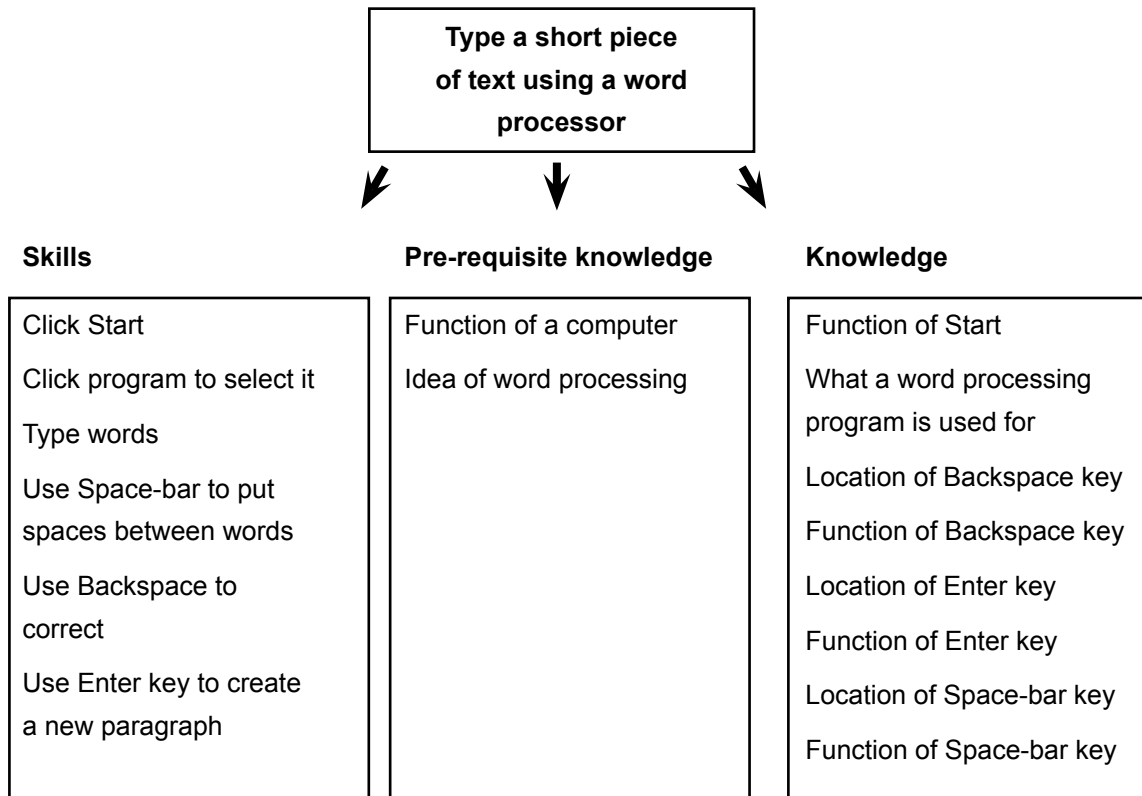 Type a short piece
of text using a word
processor
Skills
Click Start
Click program to select it
Type words
Use Space-bar to put
spaces between words
Use Backspace to
correct
Use Enter key to create
a new paragraph
Pre-requisite knowledge
Function of a computer
Idea of word processing
Knowledge
Function of Start
What a word processing
program is used for
Location of Backspace key
Function of Backspace key
Location of Enter key
Function of Enter key
Location of Space-bar key
Function of Space-bar key